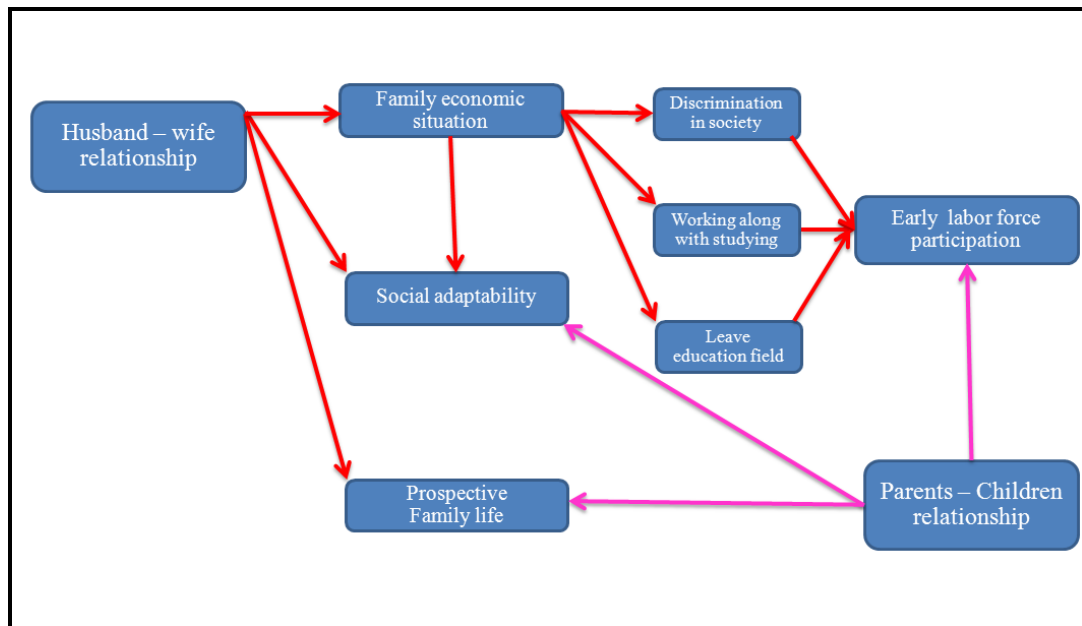 Husband – wife
relationship
Family economic
situation
Discrimination
in society
Working along
with studying
Early labor force
participation
Social adaptability
Leave
education field
Prospective
Family life
Parents – Children
relationship